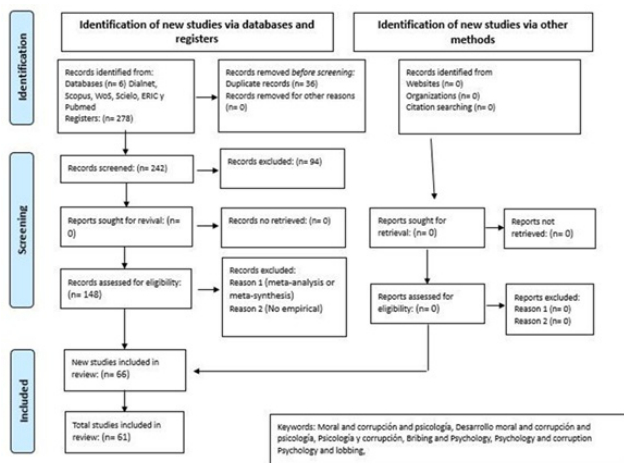 Identification of new studies via databases and
registers
Identification of new studies via other
methods
Identification
Records identified from:
Databases (n= 6) Dialnet,
Scopus, WoS, Scielo, ERIC y
Pubmed
Registers: (n= 278)
Records removed before screening:
Duplicate records (n= 36)
Records removed for other reasons
(n= 0)
Records identified from
Websites (n= 0)
Organizations (n= 0)
Citation searching (n= 0)
Screening
Records screened: (n= 242)
Records excluded: (n= 94)
Reports sought for revival: (n=
0)
Records no retrieved: (n= 0)
Reports sought for
retrieval: (n= 0)
Reports not
retrieved: (n= 0)
Records assessed for eligibility:
(n= 148)
Records excluded:
Reason 1 (meta-analysis or
meta-synthesis)
Reason 2 (No empirical)
Reports assessed for
eligibility: (n= 0)
Reports excluded:
Reason 1 (n= 0)
Reason 2 (n= 0)
Included
New studies included in
review: (n= 66)
Total studies included in
review: (n= 61)
Keywords: Moral and corrupción and psicología, Desarrollo moral and corrupción and
psicología, Psicología y corrupción, Bribing and Psychology, Psychology and corruption
Psychology and lobbing,